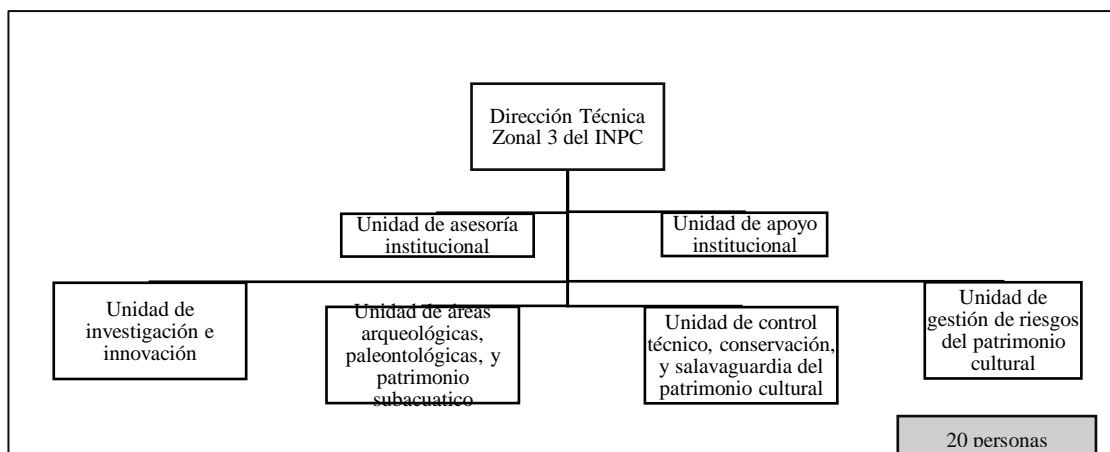 Dirección Técnica
Zonal 3 del INPC
Unidad de asesoría
institucional
Unidad de apoyo
institucional
Unidad de
investigación e
innovación
Unidad de áreas
arqueológicas,
paleontológicas, y
patrimonio
subacuatico
Unidad de control
técnico, conservación,
y salavaguardia del
patrimonio cultural
Unidad de
gestión de riesgos
del patrimonio
cultural
20 personas